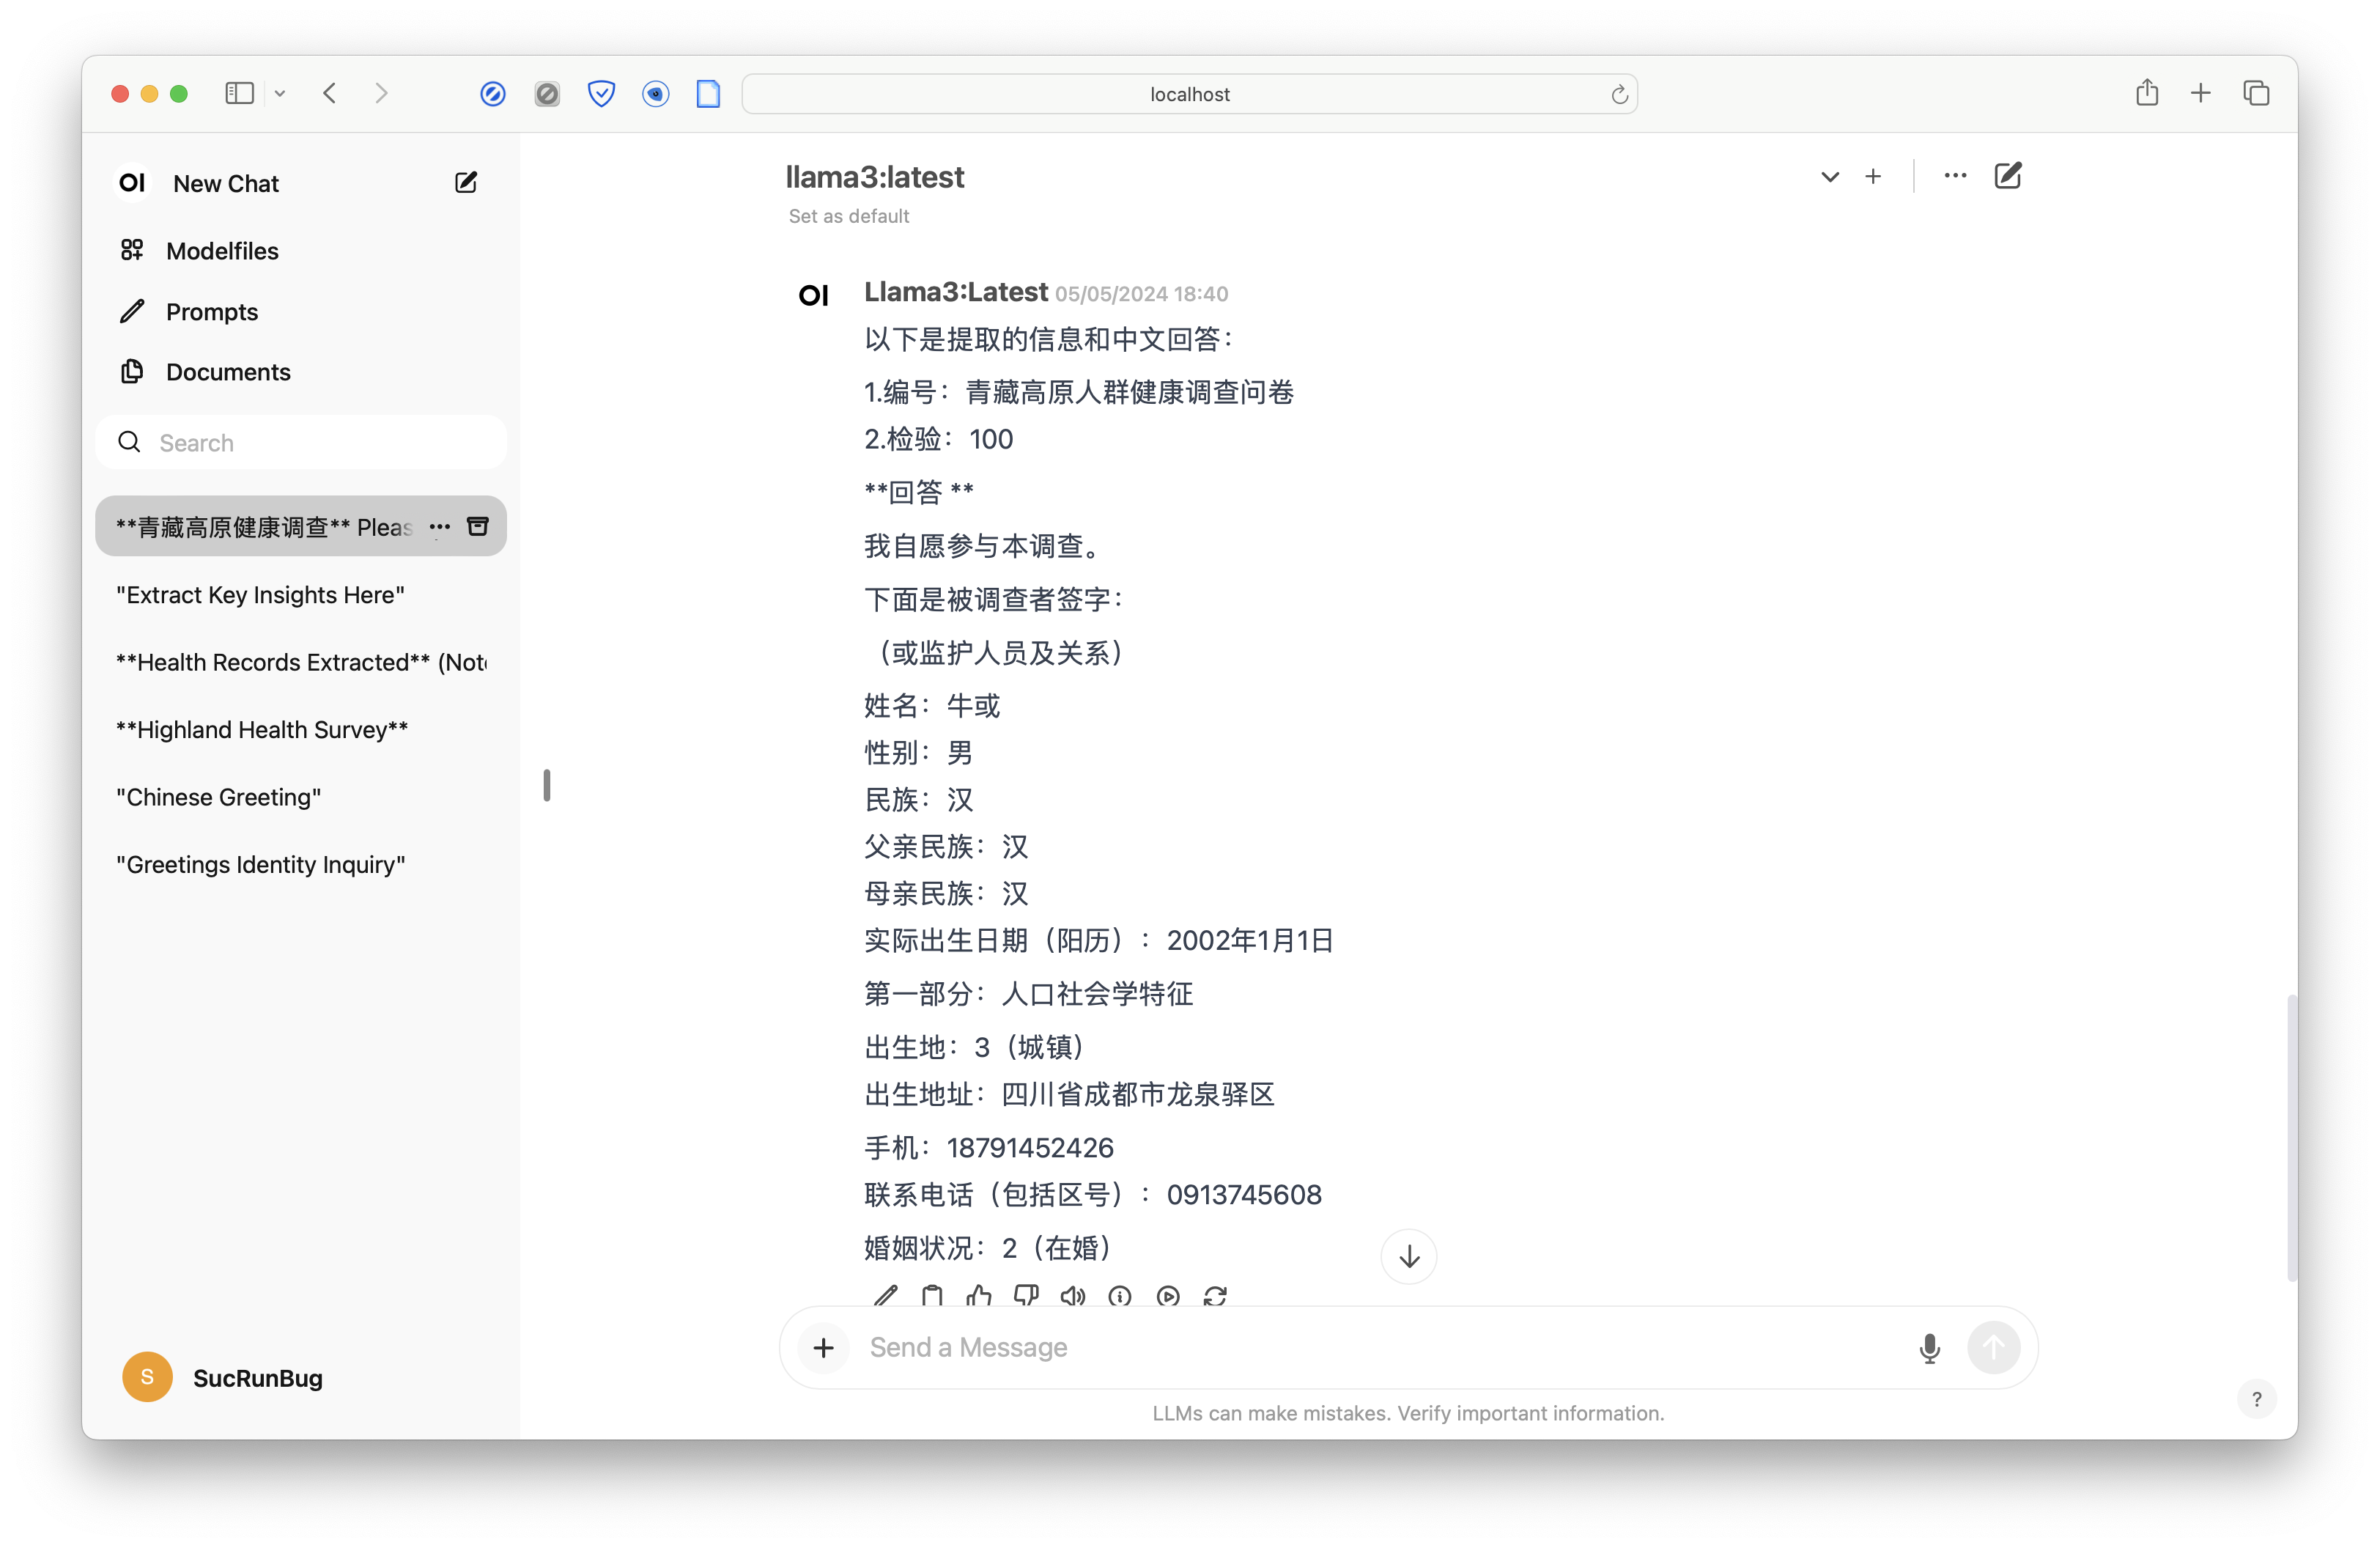 localhost
OI New Chat
Modelfiles
Prompts
Documents
Search
**青藏高原健康调查** Pleas
"Extract Key Insights Here"
**Health Records Extracted** (Not
**Highland Health Survey**
"Chinese Greeting"
"Greetings Identity Inquiry"
S SucRunBug
llama3:latest
Set as default
OI Llama3:Latest 05/05/2024 18:40
以下是提取的信息和中文回答：
1.编号：青藏高原人群健康调查问卷
2.检验：100
**回答 **
我自愿参与本调查。
下面是被调查者签字：
（或监护人员及关系）
姓名：牛或
性别：男
民族：汉
父亲民族：汉
母亲民族：汉
实际出生日期（阳历）：2002年1月1日
第一部分：人口社会学特征
出生地：3（城镇）
出生地址：四川省成都市龙泉驿区
手机：18791452426
联系电话（包括区号）：0913745608
婚姻状况：2（在婚）
Send a Message
LLMs can make mistakes. Verify important information.
?